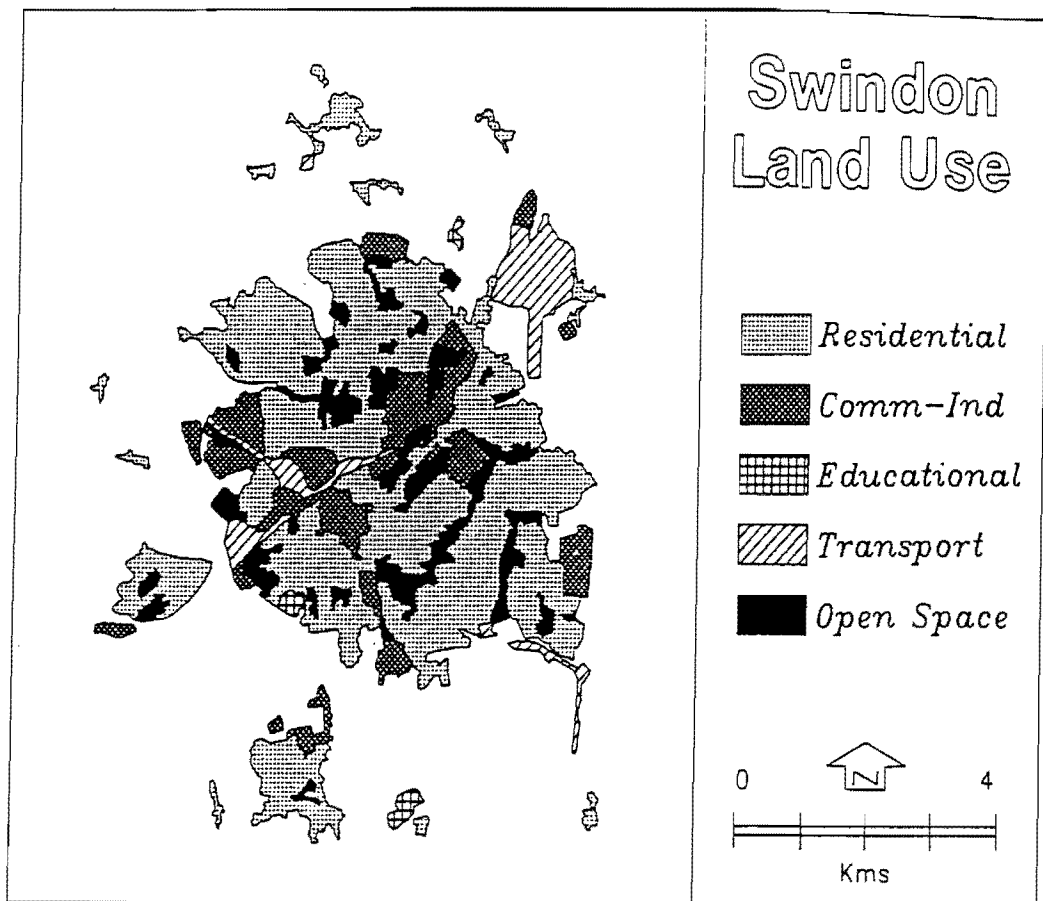 Swindon
Land Use
Residential
Comm-Ind
Educational
Transport
Open Space
N
0 4
Kms